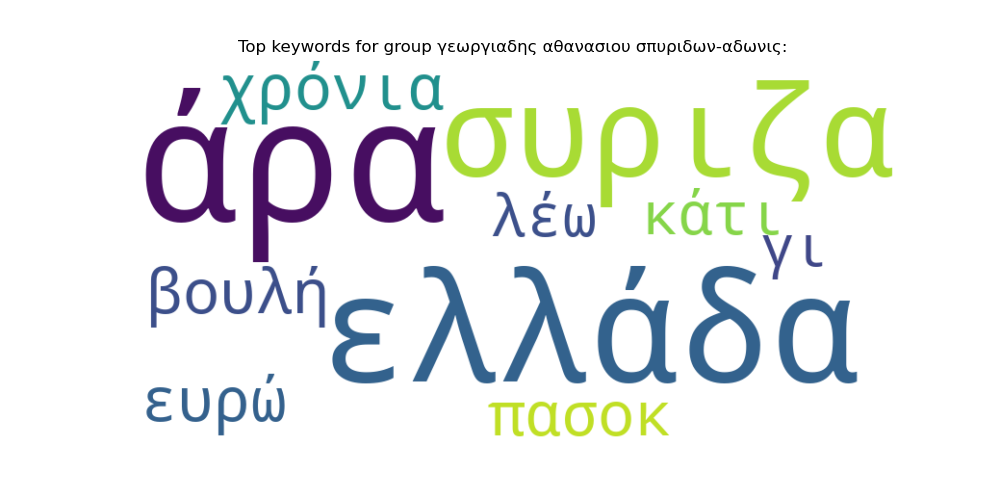 Top keywords for group γεωργιαδης αθανασιου σπυριδων-αδωνις:
χρόνια
άρα συριζα
λέω κάτι
γι
βουλή ελλάδα
ευρώ πασοκ